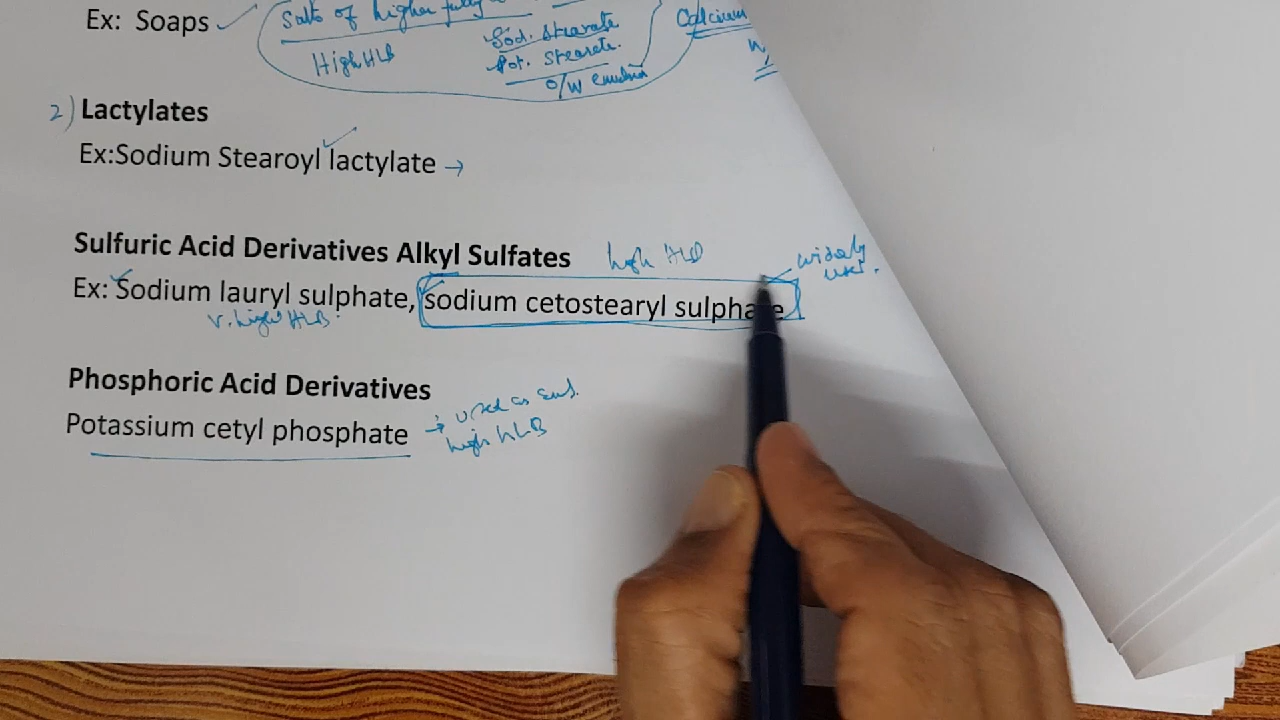 Ex: Soaps
Salts of higher fatty
High HLB
Sod. Stearate
Pot. Stearate.
o/w emulsion
Calcium
W/
2) Lactylates
Ex:Sodium Stearoyl lactylate →
Sulfuric Acid Derivatives Alkyl Sulfates high HLB
widely
used.
Ex: Sodium lauryl sulphate, sodium cetostearyl sulphate
v. high HLB.
Phosphoric Acid Derivatives
Potassium cetyl phosphate → used as
high HLB